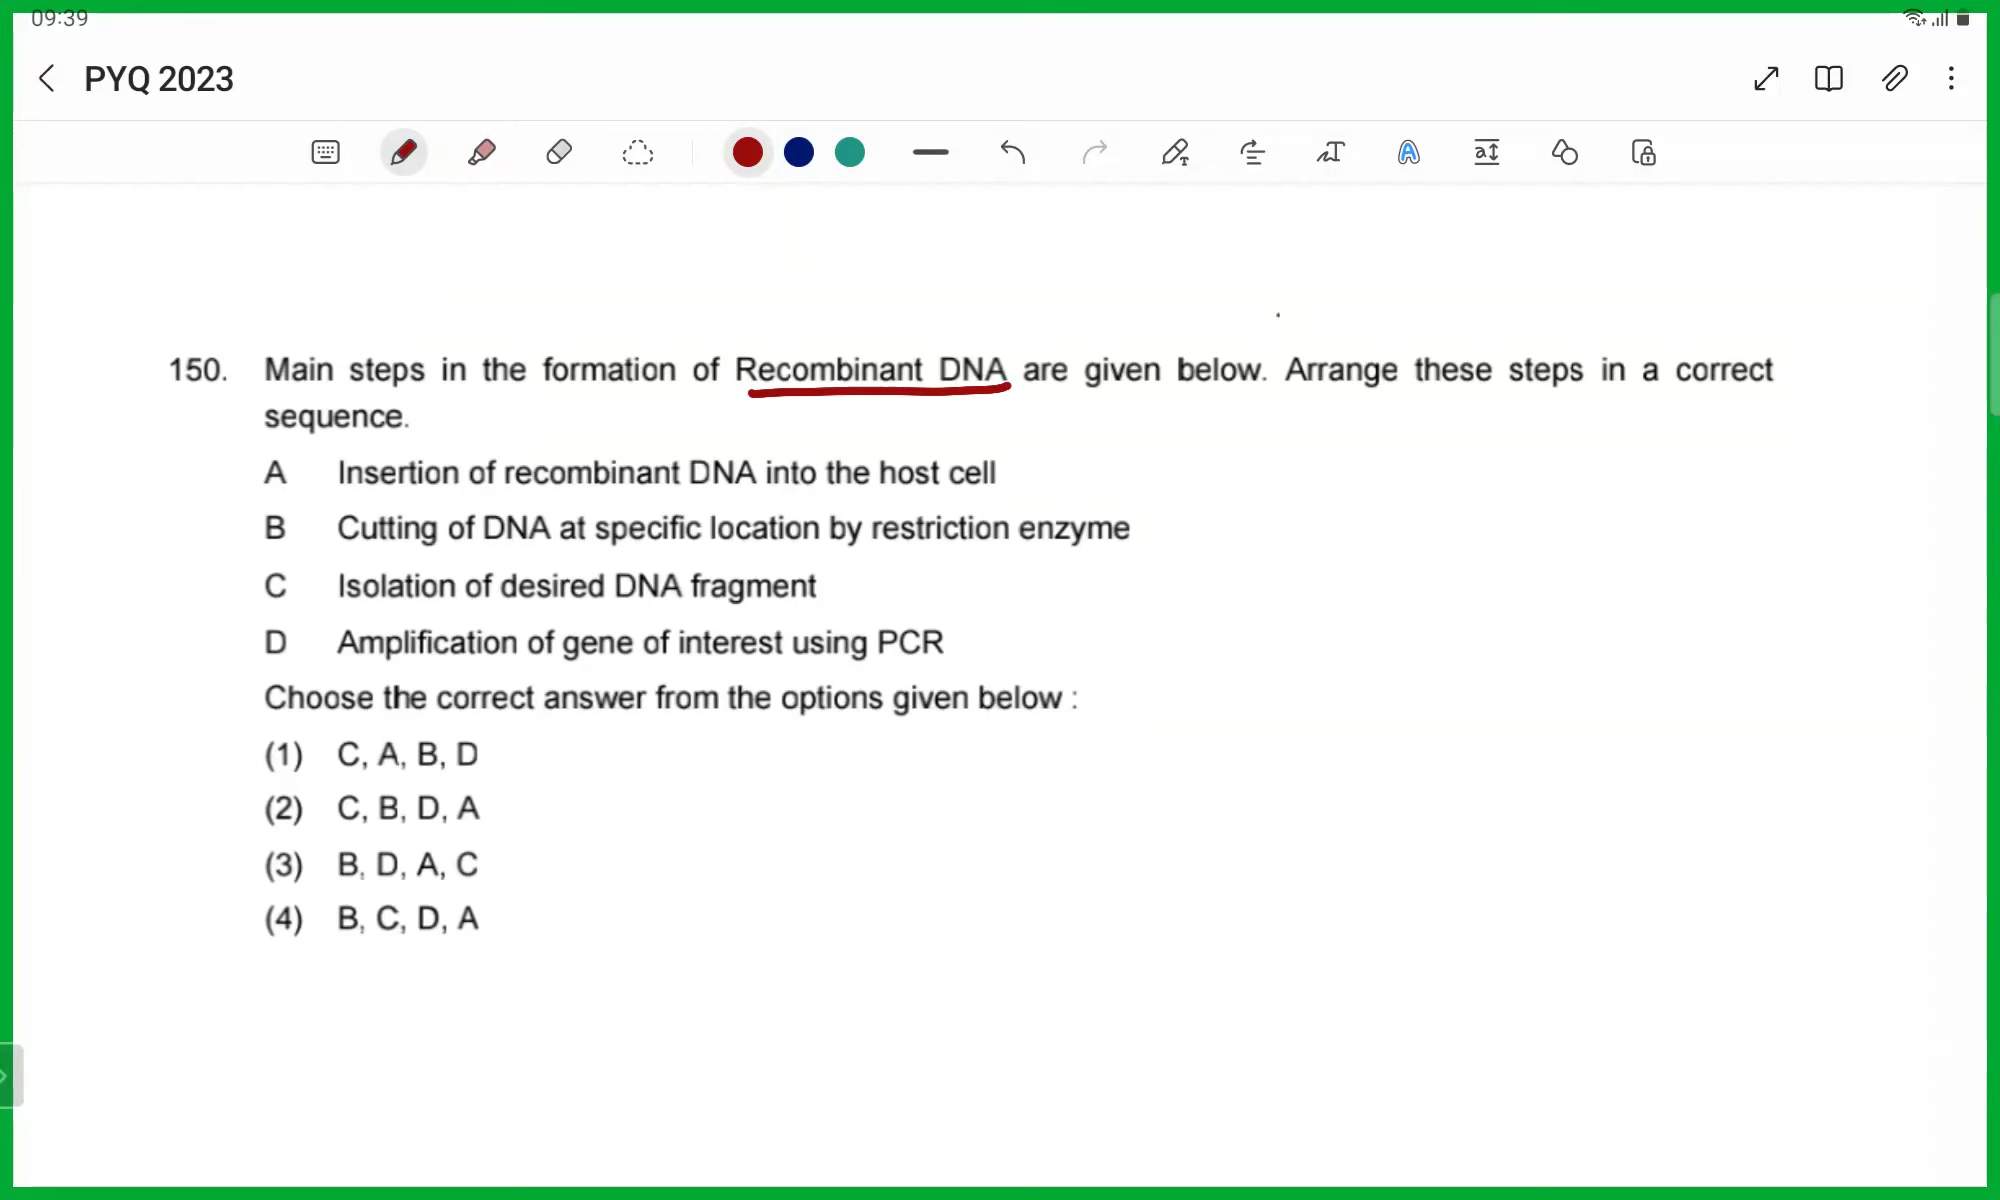 09:39
PYQ 2023
150. Main steps in the formation of Recombinant DNA are given below. Arrange these steps in a correct
sequence.
A Insertion of recombinant DNA into the host cell
B Cutting of DNA at specific location by restriction enzyme
C Isolation of desired DNA fragment
D Amplification of gene of interest using PCR
Choose the correct answer from the options given below :
(1) C, A, B, D
(2) C, B, D, A
(3) B, D, A, C
(4) B, C, D, A